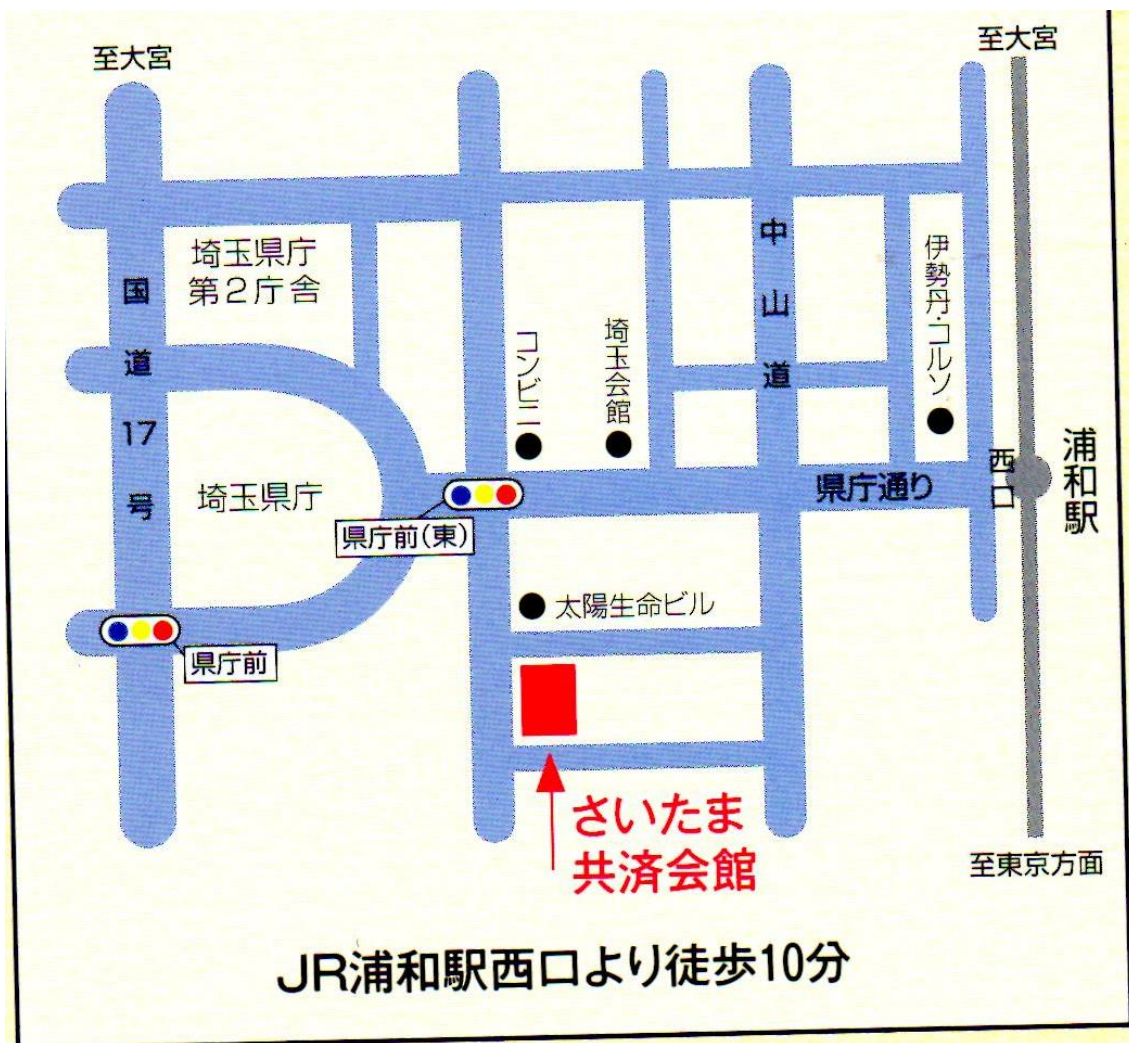 至大宮
至大宮
埼玉県庁
第2庁舎
国道17号
中山道
伊勢丹・コルソ
コンビニ
埼玉会館
埼玉県庁
県庁通り
西口
浦和駅
県庁前(東)
太陽生命ビル
県庁前
さいたま
共済会館
至東京方面
JR浦和駅西口より徒歩10分